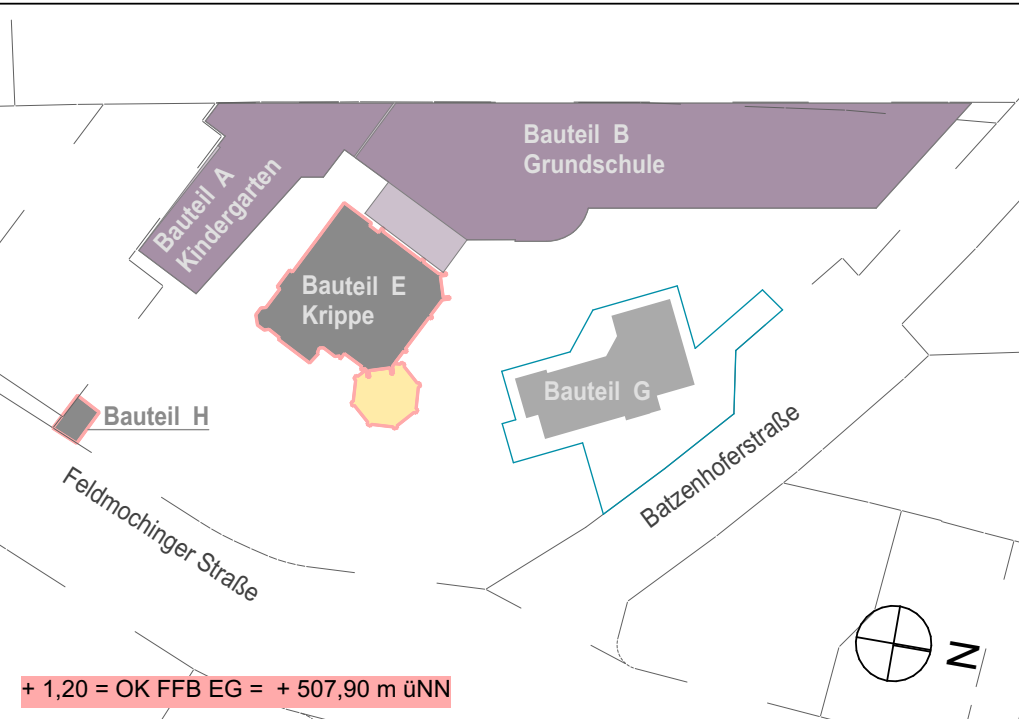 Bauteil B
Grundschule
Bauteil A
Kindergarten
Bauteil E
Krippe
Bauteil G
Bauteil H
Feldmochinger Straße
Batzenhoferstraße
N
+ 1,20 = OK FFB EG = + 507,90 m üNN